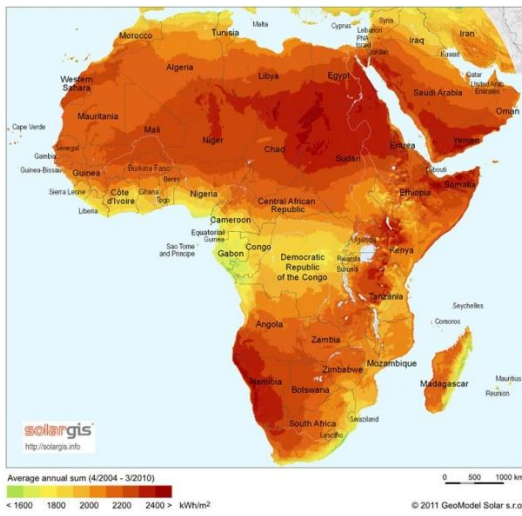 Malta
Cyprus
Syria
Lebanon
PNA
Israel
Jordan
Iraq
Iran
Kuwait
Morocco
Tunisia
Algeria
Libya
Egypt
Qatar
United Arab
Emirates
Saudi Arabia
Oman
Western
Sahara
Mauritania
Mali
Niger
Chad
Sudan
Eritrea
Yemen
Cape Verde
Senegal
Gambia
Guinea-Bissau
Guinea
Burkina Faso
Benin
Djibouti
Somalia
Ethiopia
Sierra Leone
Côte
d'Ivoire
Ghana
Togo
Nigeria
Liberia
Central African
Republic
Cameroon
Equatorial
Guinea
Sao Tome
and Principe
Gabon
Congo
Democratic
Republic
of the Congo
Uganda
Rwanda
Burundi
Kenya
Tanzania
Seychelles
Comoros
Angola
Zambia
Mozambique
Zimbabwe
Madagascar
Mauritius
Reunion
Namibia
Botswana
Swaziland
South Africa
Lesotho
solargis
http://solargis.info
Average annual sum (4/2004 - 3/2010)
< 1600 1800 2000 2200 2400 > kWh/m²
0 500 1000 km
© 2011 GeoModel Solar s.r.o.